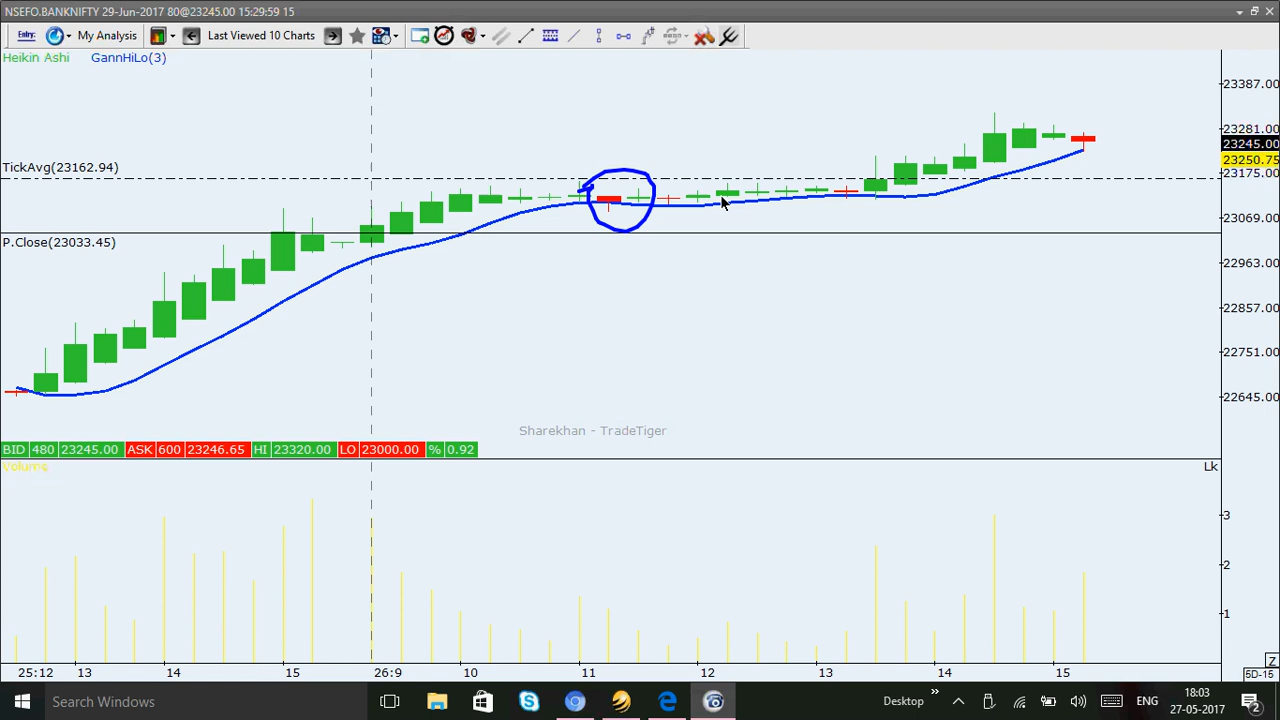 NSEFO.BANKNIFTY 29-Jun-2017 80@23245.00 15:29:59 15
Entry: My Analysis Last Viewed 10 Charts
Heikin Ashi GannHiLo(3)
23387.00
23281.00
23245.00
TickAvg(23162.94) 23250.75
23175.00
23069.00
P.Close(23033.45)
22963.00
22857.00
22751.00
22645.00
Sharekhan - TradeTiger
BID 480 23245.00 ASK 600 23246.65 HI 23320.00 LO 23000.00 % 0.92
Volume Lk
3
2
1
25:12 13 14 15 26:9 10 11 12 13 14 15 Z
5D-15
Search Windows Desktop » ENG 18:03
27-05-2017 2